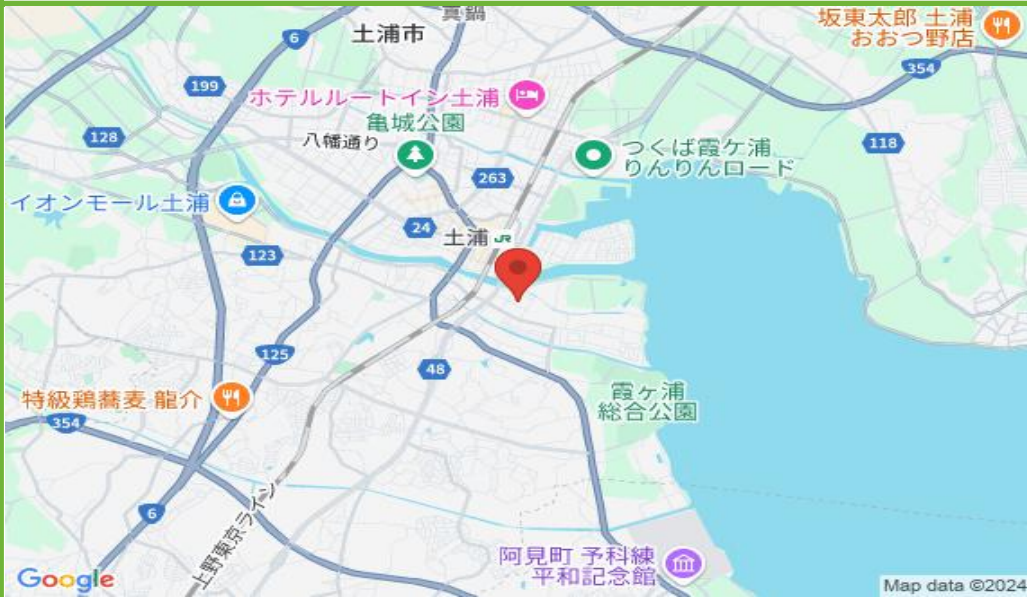 真鍋
土浦市
坂東太郎 土浦
おおつ野店
6
354
199
ホテルルートイン土浦
亀城公園
128
八幡通り
118
つくば霞ケ浦
りんりんロード
263
イオンモール土浦
24
土浦 JR
123
125
48
霞ヶ浦
総合公園
特級鶏蕎麦 龍介
354
6
上野東京ライン
阿見町 予科練
平和記念館
Google
Map data ©2024